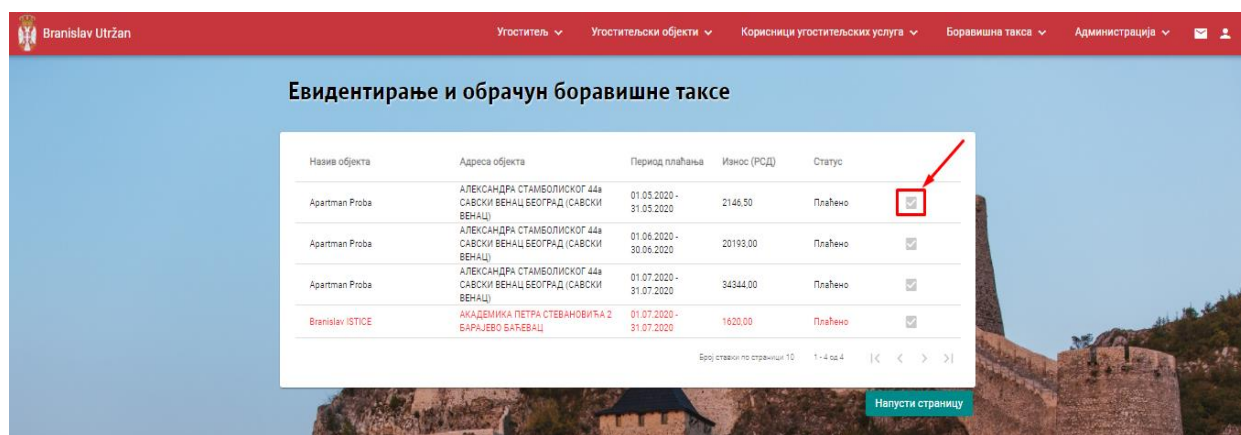 Branislav Utržan
Угоститељ
Угоститељски објекти
Корисници угоститељских услуга
Боравишна такса
Администрација
Евидентирање и обрачун боравишне таксе
Назив објекта
Адреса објекта
Период плаћања
Износ (РСД)
Статус
Apartman Proba
АЛЕКСАНДРА СТАМБОЛИСКОГ 44а
САВСКИ ВЕНАЦ БЕОГРАД (САВСКИ
ВЕНАЦ)
01.05.2020 -
31.05.2020
2146,50
Плаћено
Apartman Proba
АЛЕКСАНДРА СТАМБОЛИСКОГ 44а
САВСКИ ВЕНАЦ БЕОГРАД (САВСКИ
ВЕНАЦ)
01.06.2020 -
30.06.2020
20193,00
Плаћено
Apartman Proba
АЛЕКСАНДРА СТАМБОЛИСКОГ 44а
САВСКИ ВЕНАЦ БЕОГРАД (САВСКИ
ВЕНАЦ)
01.07.2020 -
31.07.2020
34344,00
Плаћено
Branislav ISTICE
АКАДЕМИКА ПЕТРА СТЕВАНОВИЋА 2
БАРАЈЕВО БАЋЕВАЦ
01.07.2020 -
31.07.2020
1620,00
Плаћено
Број ставки по страници 10
1 - 4 од 4
Напусти страницу